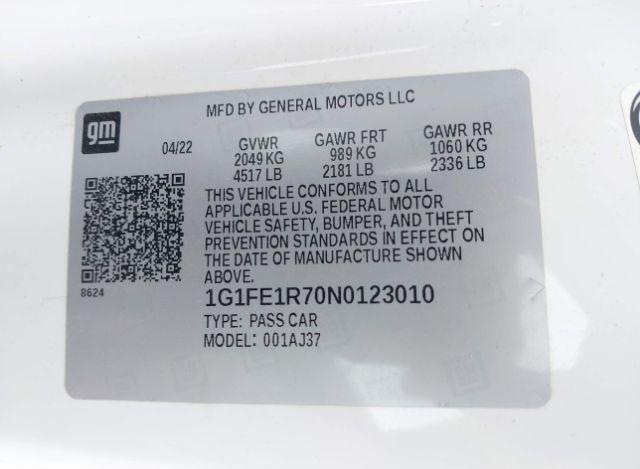 MFD BY GENERAL MOTORS LLC
gm
04/22 GVWR GAWR FRT GAWR RR
2049 KG 989 KG 1060 KG
4517 LB 2181 LB 2336 LB
THIS VEHICLE CONFORMS TO ALL
APPLICABLE U.S. FEDERAL MOTOR
VEHICLE SAFETY, BUMPER, AND THEFT
PREVENTION STANDARDS IN EFFECT ON
THE DATE OF MANUFACTURE SHOWN
ABOVE.
8624
1G1FE1R70N0123010
TYPE: PASS CAR
MODEL: 001AJ37